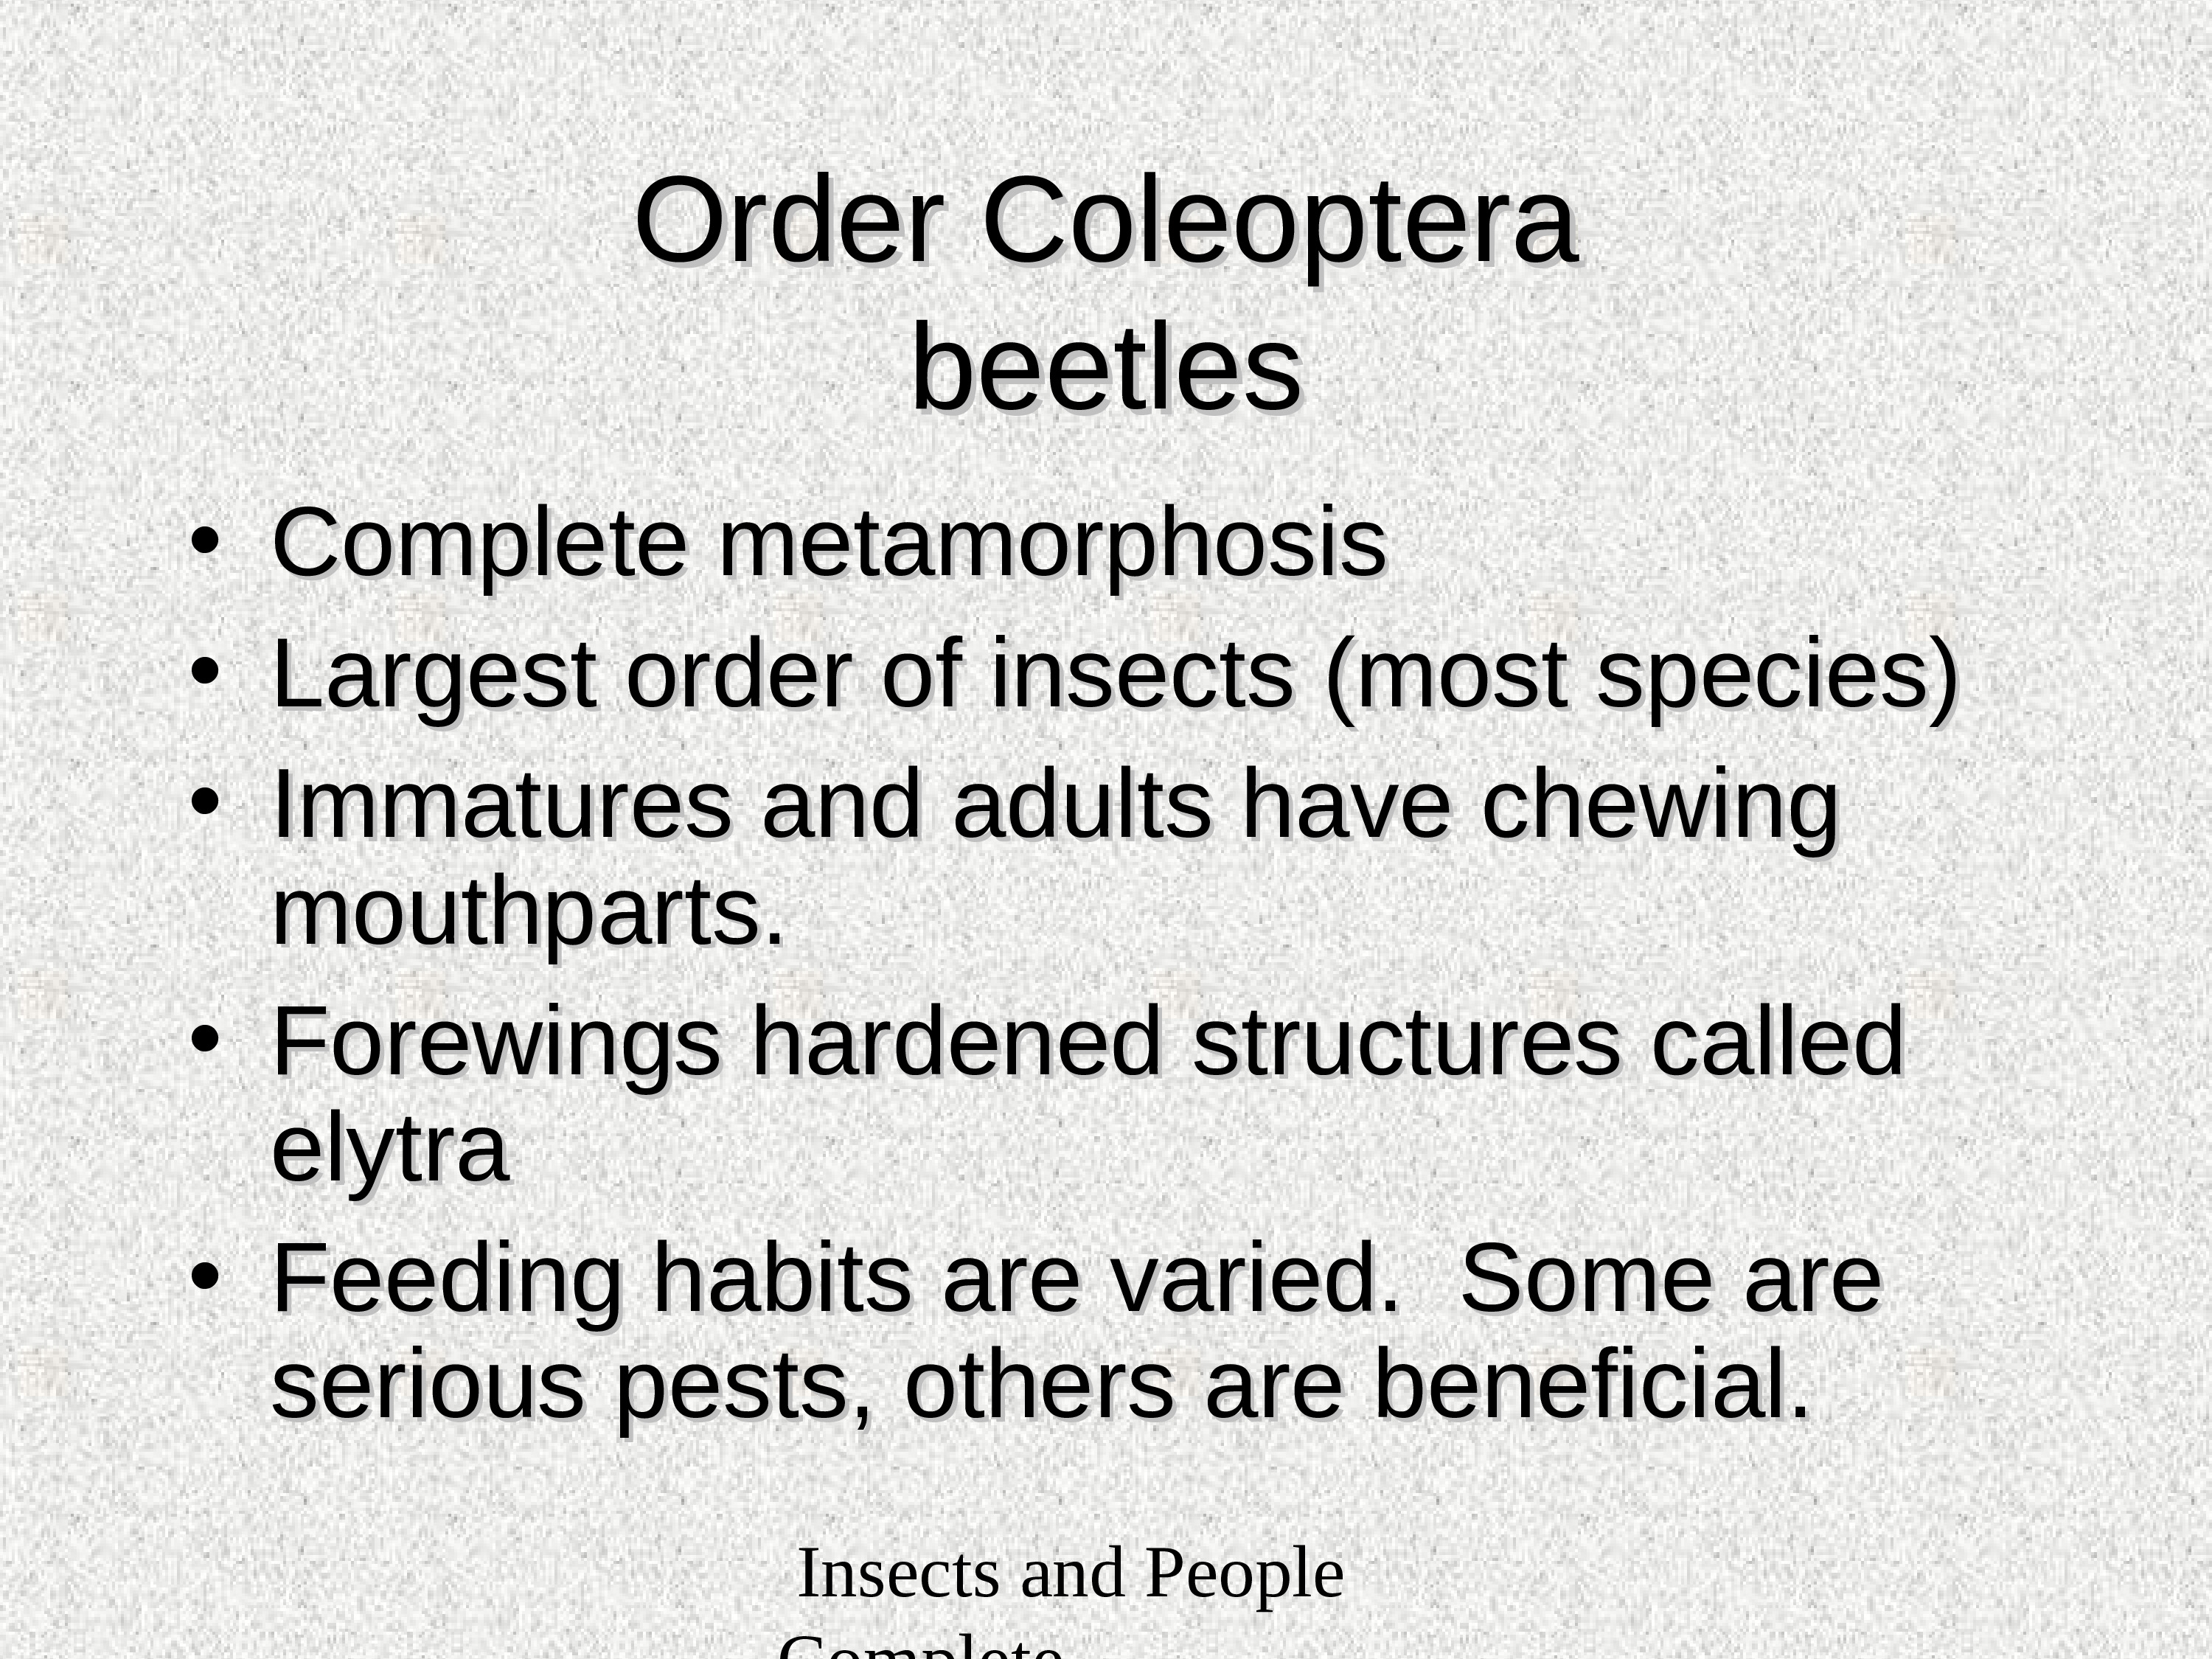 Order Coleoptera
beetles
• Complete metamorphosis
• Largest order of insects (most species)
• Immatures and adults have chewing
mouthparts.
• Forewings hardened structures called
elytra
• Feeding habits are varied.  Some are
serious pests, others are beneficial.
Insects and People
Complete